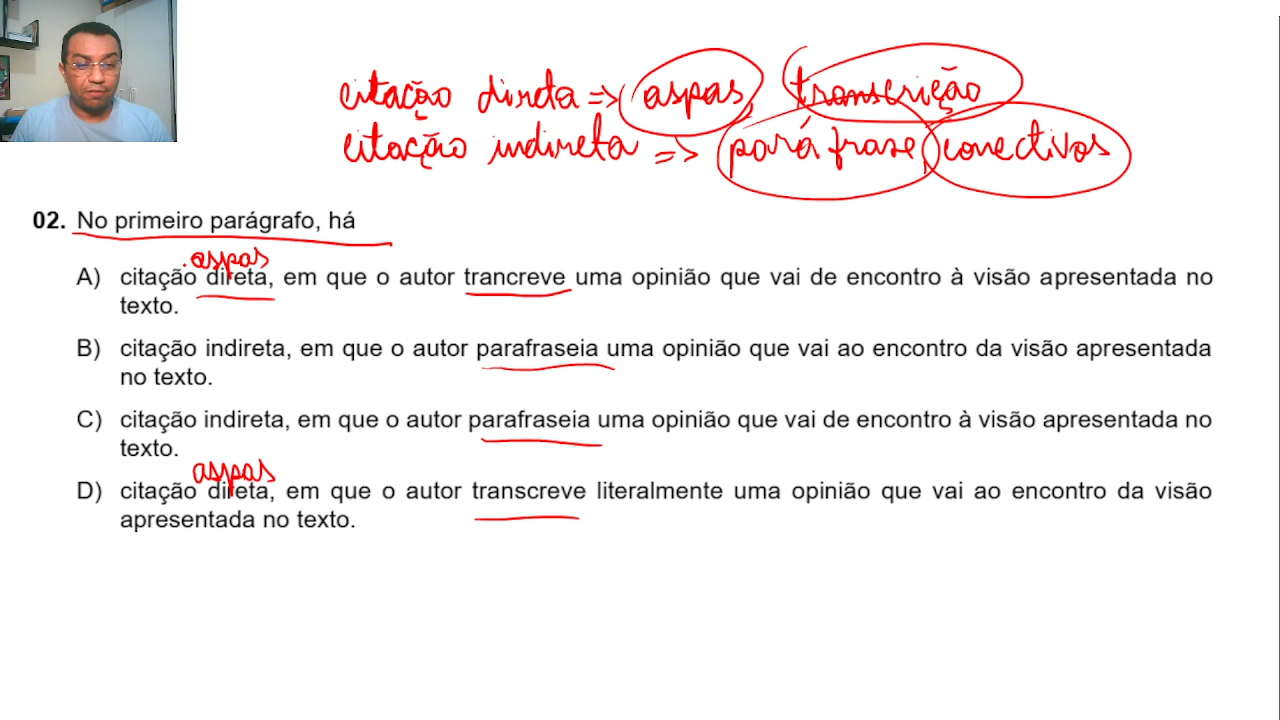 citação direta => aspas, transcrição
citação indireta => paráfrase, conectivos
02. No primeiro parágrafo, há
aspas
A) citação direta, em que o autor trancreve uma opinião que vai de encontro à visão apresentada no
texto.
B) citação indireta, em que o autor parafraseia uma opinião que vai ao encontro da visão apresentada
no texto.
C) citação indireta, em que o autor parafraseia uma opinião que vai de encontro à visão apresentada no
texto.
aspas
D) citação direta, em que o autor transcreve literalmente uma opinião que vai ao encontro da visão
apresentada no texto.